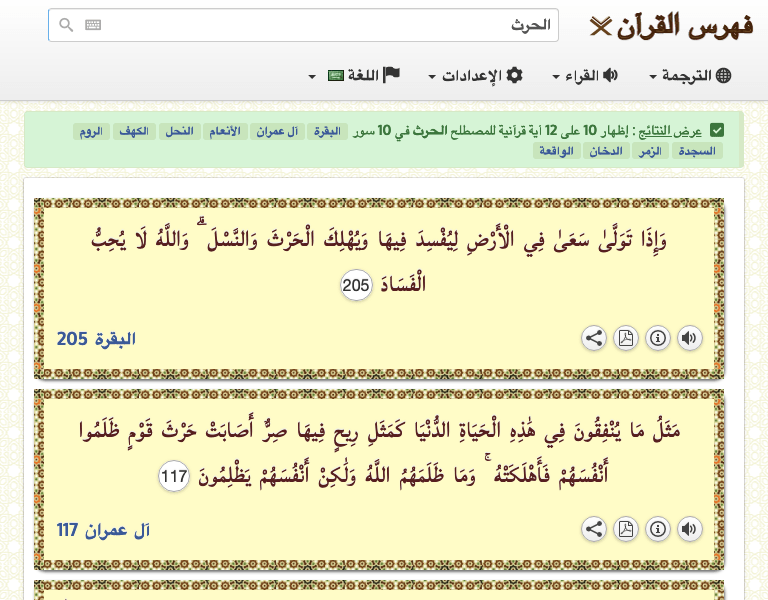 فهرس القرآن
الحرث
الترجمة
القراء
الإعدادات
اللغة
عرض النتائج : إظهار 10 على 12 آية قرآنية للمصطلح الحرث في 10 سور البقرة آل عمران الأنعام النحل الكهف الروم
السجدة الزمر الدخان الواقعة
وَإِذَا تَوَلَّىٰ سَعَىٰ فِي الْأَرْضِ لِيُفْسِدَ فِيهَا وَيُهْلِكَ الْحَرْثَ وَالنَّسْلَ ۗ وَاللَّهُ لَا يُحِبُّ
الْفَسَادَ 205
البقرة 205
مَثَلُ مَا يُنْفِقُونَ فِي هَٰذِهِ الْحَيَاةِ الدُّنْيَا كَمَثَلِ رِيحٍ فِيهَا صِرٌّ أَصَابَتْ حَرْثَ قَوْمٍ ظَلَمُوا
أَنْفُسَهُمْ فَأَهْلَكَتْهُ ۚ وَمَا ظَلَمَهُمُ اللَّهُ وَلَٰكِنْ أَنْفُسَهُمْ يَظْلِمُونَ 117
آل عمران 117